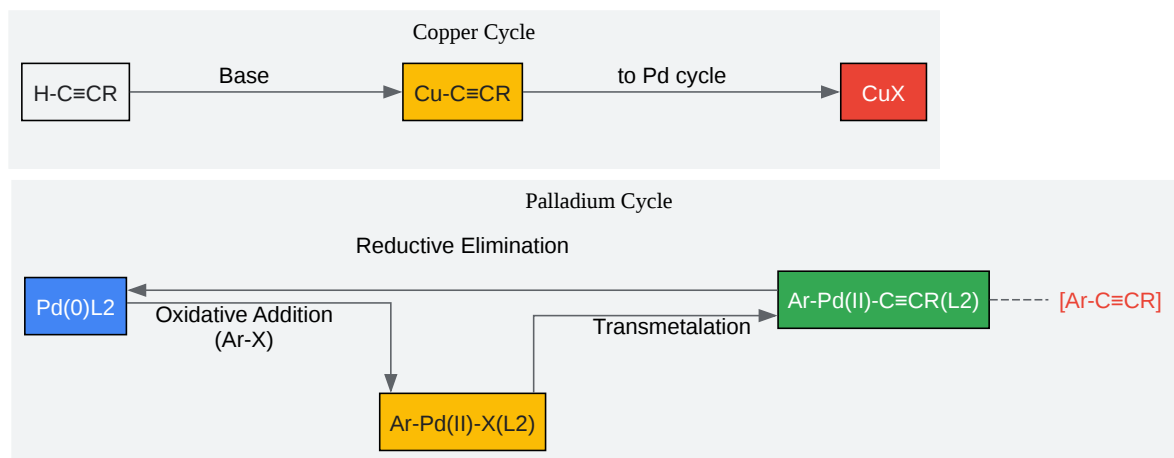 Copper Cycle
H-C≡CR
Base
Cu-C≡CR
to Pd cycle
CuX
Palladium Cycle
Reductive Elimination
Pd(0)L2
Oxidative Addition
(Ar-X)
Ar-Pd(II)-X(L2)
Transmetalation
Ar-Pd(II)-C≡CR(L2)
[Ar-C≡CR]